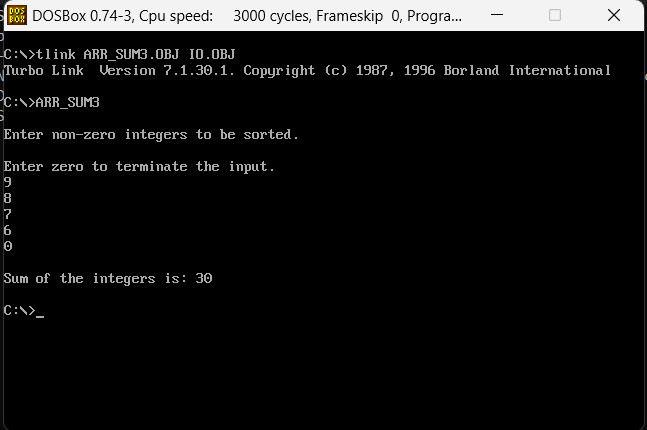 DOSBox 0.74-3, Cpu speed: 3000 cycles, Frameskip 0, Progra...
C:\>tlink ARR_SUM3.OBJ IO.OBJ
Turbo Link Version 7.1.30.1. Copyright (c) 1987, 1996 Borland International
C:\>ARR_SUM3
Enter non-zero integers to be sorted.
Enter zero to terminate the input.
9
8
7
6
0
Sum of the integers is: 30
C:\>_